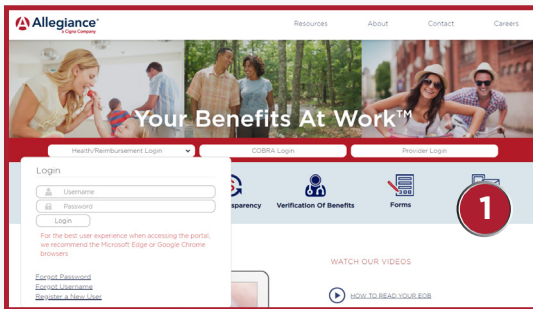 Allegiance
a Cigna Company
Resources About Contact Careers
Your Benefits At Work™
Health/Reimbursement Login COBRA Login Provider Login
Login
Username
Password
Login
For the best user experience when accessing the portal,
we recommend the Microsoft Edge or Google Chrome
browsers
Forgot Password
Forgot Username
Register a New User
sparency Verification Of Benefits Forms
1
WATCH OUR VIDEOS
HOW TO READ YOUR EOB